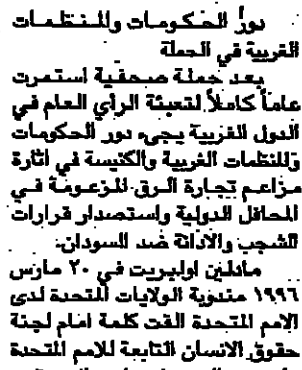 دور الحكومات والمنظمات
الغربية في الحملة
بعد حملة صحفية استمرت
عاماً كاملاً لتعبئة الرأي العام في
الدول الغربية يجيء دور الحكومات
والمنظمات الغربية والكنيسة في اثارة
مزاعم تجارة الرق المزعومة في
المحافل الدولية واستصدار قرارات
الشجب والادانة ضد السودان:
مادلين اولبريت في ٢٠ مارس
١٩٩٦ مندوبة الولايات المتحدة لدى
الامم المتحدة القت كلمة امام لجنة
حقوق الانسان التابعة للامم المتحدة